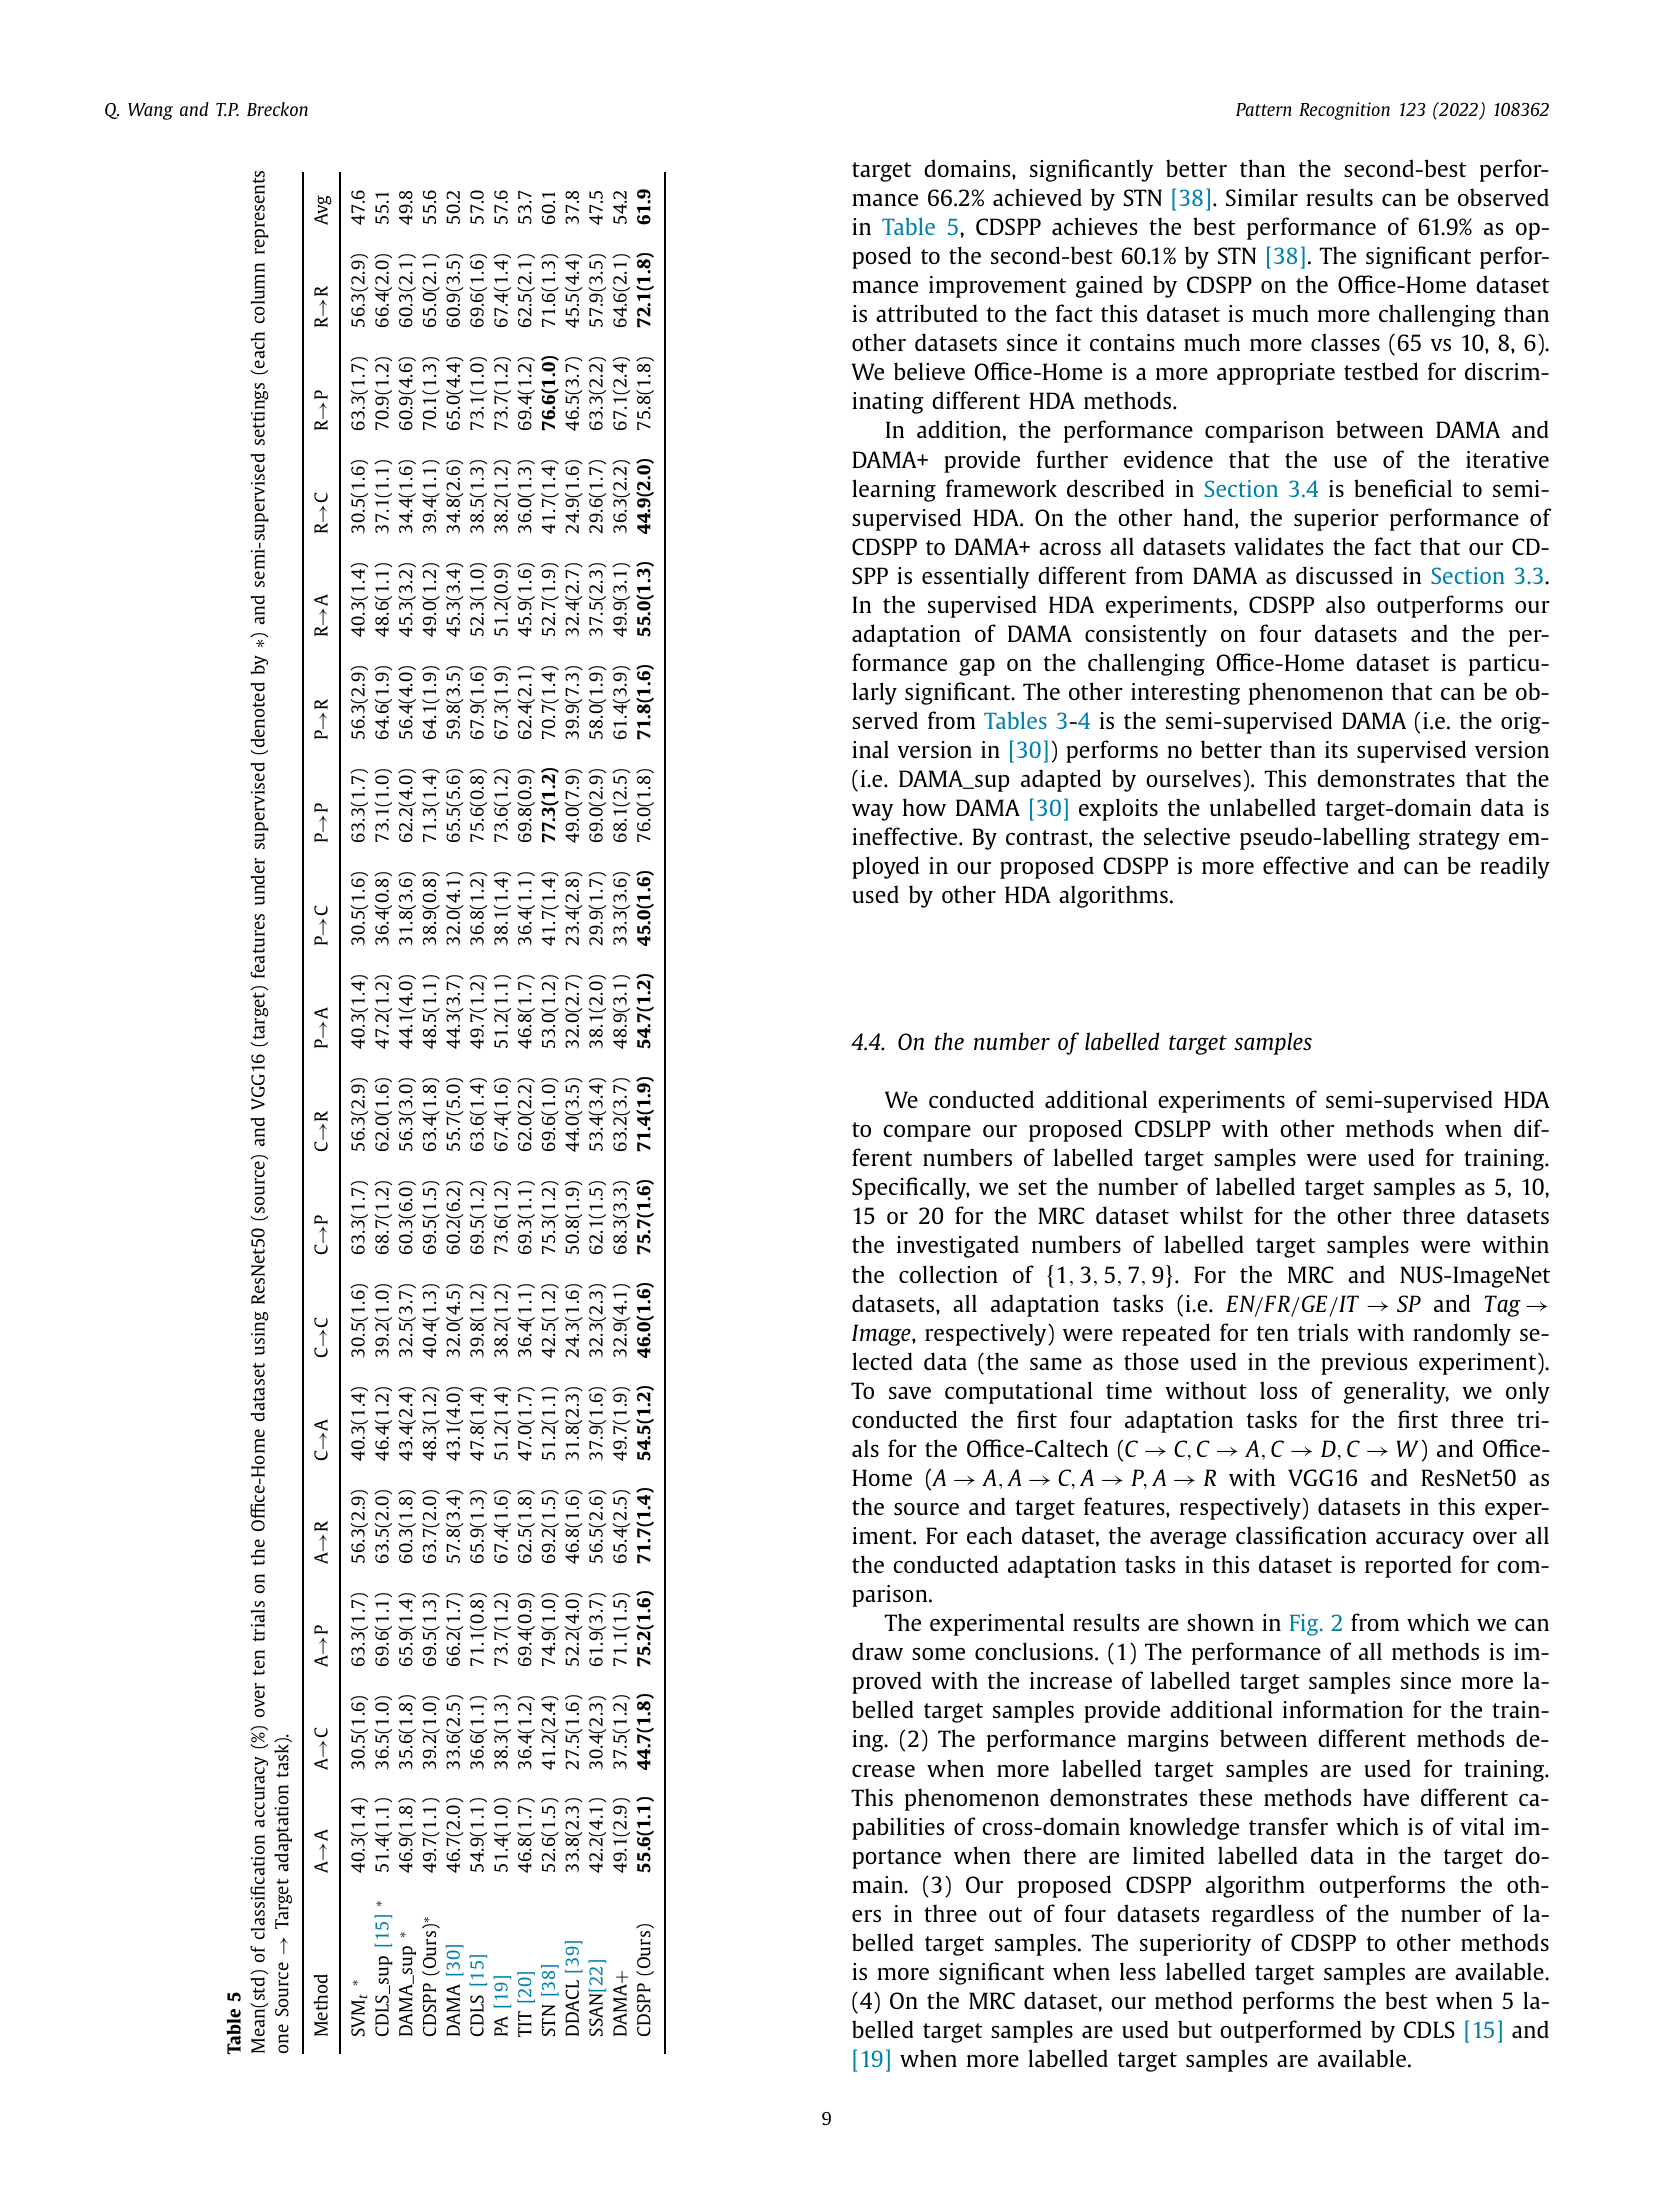 Q. Wang and T.P. Breckon
Pattern Recognition 123 (2022) 108362
Table 5
Mean(std) of classification accuracy (%) over ten trials on the Office-Home dataset using ResNet50 (source) and VGG16 (target) features under supervised (denoted by *) and semi-supervised settings (each column represents
one Source → Target adaptation task).
Method A→A A→C A→P A→R C→A C→C C→P C→R P→A P→C P→P P→R R→A R→C R→P R→R Avg
SVMt * 40.3(1.4) 30.5(1.6) 63.3(1.7) 56.3(2.9) 40.3(1.4) 30.5(1.6) 63.3(1.7) 56.3(2.9) 40.3(1.4) 30.5(1.6) 63.3(1.7) 56.3(2.9) 40.3(1.4) 30.5(1.6) 63.3(1.7) 56.3(2.9) 47.6
CDLS_sup [15] * 51.4(1.1) 36.5(1.0) 69.6(1.1) 63.5(2.0) 46.4(1.2) 39.2(1.0) 68.7(1.2) 62.0(1.6) 47.2(1.2) 36.4(0.8) 73.1(1.0) 64.6(1.9) 48.6(1.1) 37.1(1.1) 70.9(1.2) 66.4(2.0) 55.1
DAMA_sup * 46.9(1.8) 35.6(1.8) 65.9(1.4) 60.3(1.8) 43.4(2.4) 32.5(3.7) 60.3(6.0) 56.3(3.0) 44.1(4.0) 31.8(3.6) 62.2(4.0) 56.4(4.0) 45.3(3.2) 34.4(1.6) 60.9(4.6) 60.3(2.1) 49.8
CDSPP (Ours)* 49.7(1.1) 39.2(1.0) 69.5(1.3) 63.7(2.0) 48.3(1.2) 40.4(1.3) 69.5(1.5) 63.4(1.8) 48.5(1.1) 38.9(0.8) 71.3(1.4) 64.1(1.9) 49.0(1.2) 39.4(1.1) 70.1(1.3) 65.0(2.1) 55.6
DAMA [30] 46.7(2.0) 33.6(2.5) 66.2(1.7) 57.8(3.4) 43.1(4.0) 32.0(4.5) 60.2(6.2) 55.7(5.0) 44.3(3.7) 32.0(4.1) 65.5(5.6) 59.8(3.5) 45.3(3.4) 34.8(2.6) 65.0(4.4) 60.9(3.5) 50.2
CDLS [15] 54.9(1.1) 36.6(1.1) 71.1(0.8) 65.9(1.3) 47.8(1.4) 39.8(1.2) 69.5(1.2) 63.6(1.4) 49.7(1.2) 36.8(1.2) 75.6(0.8) 67.9(1.6) 52.3(1.0) 38.5(1.3) 73.1(1.0) 69.6(1.6) 57.0
PA [19] 51.4(1.0) 38.3(1.3) 73.7(1.2) 67.4(1.6) 51.2(1.4) 38.2(1.2) 73.6(1.2) 67.4(1.6) 51.2(1.1) 38.1(1.4) 73.6(1.2) 67.3(1.9) 51.2(0.9) 38.2(1.2) 73.7(1.2) 67.4(1.4) 57.6
TIT [20] 46.8(1.7) 36.4(1.2) 69.4(0.9) 62.5(1.8) 47.0(1.7) 36.4(1.1) 69.3(1.1) 62.0(2.2) 46.8(1.7) 36.4(1.1) 69.8(0.9) 62.4(2.1) 45.9(1.6) 36.0(1.3) 69.4(1.2) 62.5(2.1) 53.7
STN [38] 52.6(1.5) 41.2(2.4) 74.9(1.0) 69.2(1.5) 51.2(1.1) 42.5(1.2) 75.3(1.2) 69.6(1.0) 53.0(1.2) 41.7(1.4) 77.3(1.2) 70.7(1.4) 52.7(1.9) 41.7(1.4) 76.6(1.0) 71.6(1.3) 60.1
DDACL [39] 33.8(2.3) 27.5(1.6) 52.2(4.0) 46.8(1.6) 31.8(2.3) 24.3(1.6) 50.8(1.9) 44.0(3.5) 32.0(2.7) 23.4(2.8) 49.0(7.9) 39.9(7.3) 32.4(2.7) 24.9(1.6) 46.5(3.7) 45.5(4.4) 37.8
SSAN[22] 42.2(4.1) 30.4(2.3) 61.9(3.7) 56.5(2.6) 37.9(1.6) 32.3(2.3) 62.1(1.5) 53.4(3.4) 38.1(2.0) 29.9(1.7) 69.0(2.9) 58.0(1.9) 37.5(2.3) 29.6(1.7) 63.3(2.2) 57.9(3.5) 47.5
DAMA+ 49.1(2.9) 37.5(1.2) 71.1(1.5) 65.4(2.5) 49.7(1.9) 32.9(4.1) 68.3(3.3) 63.2(3.7) 48.9(3.1) 33.3(3.6) 68.1(2.5) 61.4(3.9) 49.9(3.1) 36.3(2.2) 67.1(2.4) 64.6(2.1) 54.2
CDSPP (Ours) 55.6(1.1) 44.7(1.8) 75.2(1.6) 71.7(1.4) 54.5(1.2) 46.0(1.6) 75.7(1.6) 71.4(1.9) 54.7(1.2) 45.0(1.6) 76.0(1.8) 71.8(1.6) 55.0(1.3) 44.9(2.0) 75.8(1.8) 72.1(1.8) 61.9
target domains, significantly better than the second-best perfor-
mance 66.2% achieved by STN [38]. Similar results can be observed
in Table 5, CDSPP achieves the best performance of 61.9% as op-
posed to the second-best 60.1% by STN [38]. The significant perfor-
mance improvement gained by CDSPP on the Office-Home dataset
is attributed to the fact this dataset is much more challenging than
other datasets since it contains much more classes (65 vs 10, 8, 6).
We believe Office-Home is a more appropriate testbed for discrim-
inating different HDA methods.
In addition, the performance comparison between DAMA and
DAMA+ provide further evidence that the use of the iterative
learning framework described in Section 3.4 is beneficial to semi-
supervised HDA. On the other hand, the superior performance of
CDSPP to DAMA+ across all datasets validates the fact that our CD-
SPP is essentially different from DAMA as discussed in Section 3.3.
In the supervised HDA experiments, CDSPP also outperforms our
adaptation of DAMA consistently on four datasets and the per-
formance gap on the challenging Office-Home dataset is particu-
larly significant. The other interesting phenomenon that can be ob-
served from Tables 3-4 is the semi-supervised DAMA (i.e. the orig-
inal version in [30]) performs no better than its supervised version
(i.e. DAMA_sup adapted by ourselves). This demonstrates that the
way how DAMA [30] exploits the unlabelled target-domain data is
ineffective. By contrast, the selective pseudo-labelling strategy em-
ployed in our proposed CDSPP is more effective and can be readily
used by other HDA algorithms.
4.4. On the number of labelled target samples
We conducted additional experiments of semi-supervised HDA
to compare our proposed CDSLPP with other methods when dif-
ferent numbers of labelled target samples were used for training.
Specifically, we set the number of labelled target samples as 5, 10,
15 or 20 for the MRC dataset whilst for the other three datasets
the investigated numbers of labelled target samples were within
the collection of {1, 3, 5, 7, 9}. For the MRC and NUS-ImageNet
datasets, all adaptation tasks (i.e. EN/FR/GE/IT → SP and Tag →
Image, respectively) were repeated for ten trials with randomly se-
lected data (the same as those used in the previous experiment).
To save computational time without loss of generality, we only
conducted the first four adaptation tasks for the first three tri-
als for the Office-Caltech (C → C, C → A, C → D, C → W) and Office-
Home (A → A, A → C, A → P, A → R with VGG16 and ResNet50 as
the source and target features, respectively) datasets in this exper-
iment. For each dataset, the average classification accuracy over all
the conducted adaptation tasks in this dataset is reported for com-
parison.
The experimental results are shown in Fig. 2 from which we can
draw some conclusions. (1) The performance of all methods is im-
proved with the increase of labelled target samples since more la-
belled target samples provide additional information for the train-
ing. (2) The performance margins between different methods de-
crease when more labelled target samples are used for training.
This phenomenon demonstrates these methods have different ca-
pabilities of cross-domain knowledge transfer which is of vital im-
portance when there are limited labelled data in the target do-
main. (3) Our proposed CDSPP algorithm outperforms the oth-
ers in three out of four datasets regardless of the number of la-
belled target samples. The superiority of CDSPP to other methods
is more significant when less labelled target samples are available.
(4) On the MRC dataset, our method performs the best when 5 la-
belled target samples are used but outperformed by CDLS [15] and
[19] when more labelled target samples are available.
9